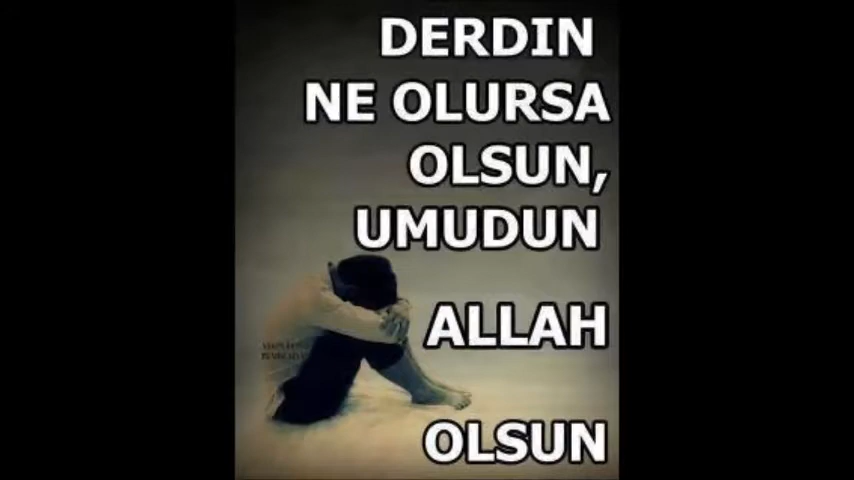 DERDIN
NE OLURSA
OLSUN,
UMUDUN
ALLAH
OLSUN